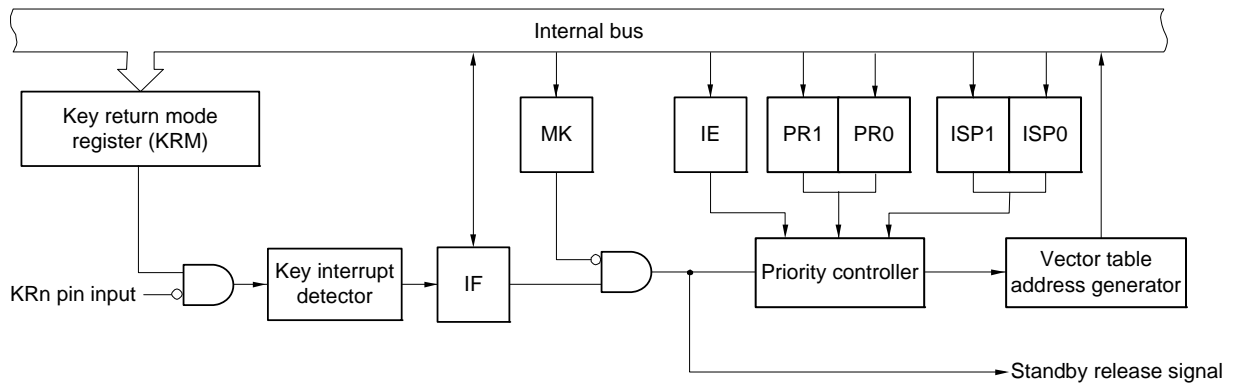 Internal bus
Key return mode
register (KRM)
MK
IE
PR1
PR0
ISP1
ISP0
KRn pin input
Key interrupt
detector
IF
Priority controller
Vector table
address generator
Standby release signal